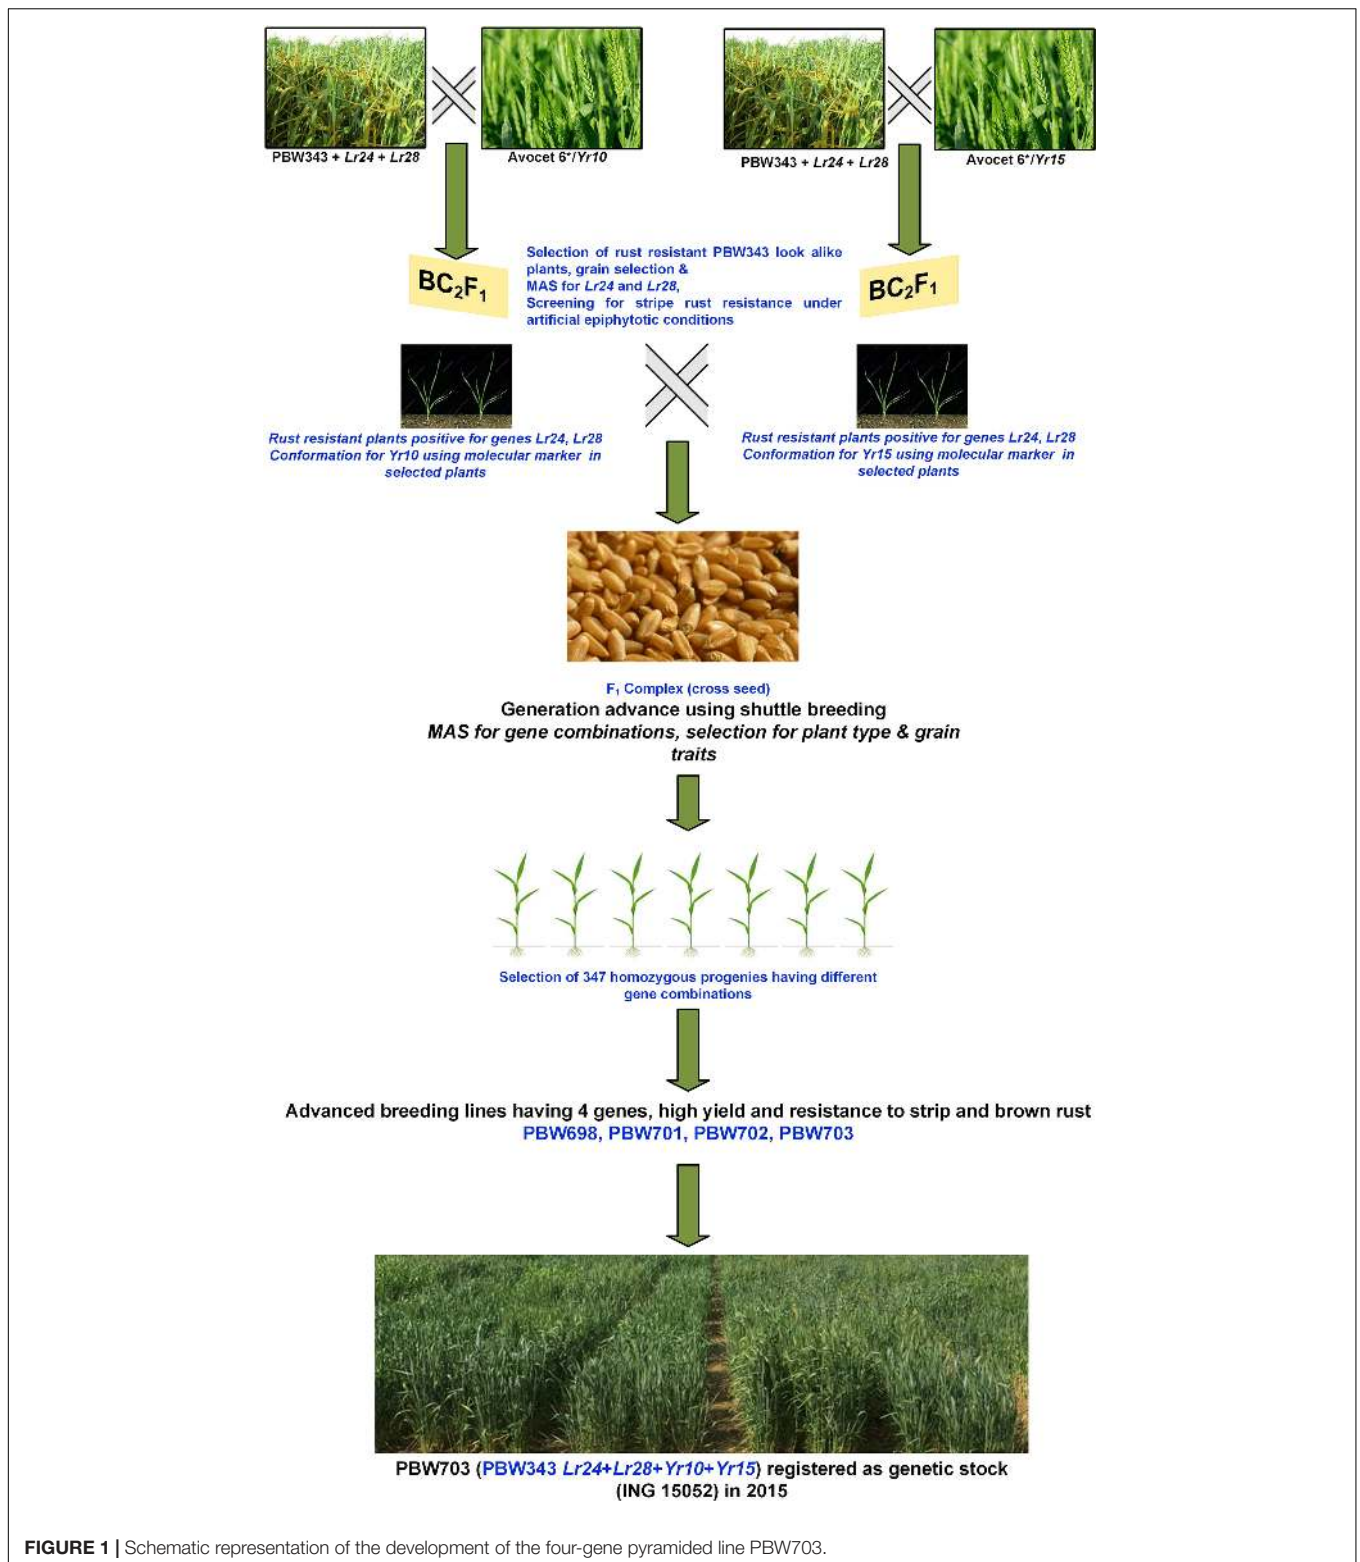 PBW343 + Lr24 + Lr28
Avocet 6*/Yr10
PBW343 + Lr24 + Lr28
Avocet 6*/Yr15
BC₂F₁
Selection of rust resistant PBW343 look alike
plants, grain selection &
MAS for Lr24 and Lr28,
Screening for stripe rust resistance under
artificial epiphytotic conditions
BC₂F₁
Rust resistant plants positive for genes Lr24, Lr28
Conformation for Yr10 using molecular marker in
selected plants
Rust resistant plants positive for genes Lr24, Lr28
Conformation for Yr15 using molecular marker in
selected plants
F₁ Complex (cross seed)
Generation advance using shuttle breeding
MAS for gene combinations, selection for plant type & grain
traits
Selection of 347 homozygous progenies having different
gene combinations
Advanced breeding lines having 4 genes, high yield and resistance to strip and brown rust
PBW698, PBW701, PBW702, PBW703
PBW703 (PBW343 Lr24+Lr28+Yr10+Yr15) registered as genetic stock
(ING 15052) in 2015
FIGURE 1 | Schematic representation of the development of the four-gene pyramided line PBW703.